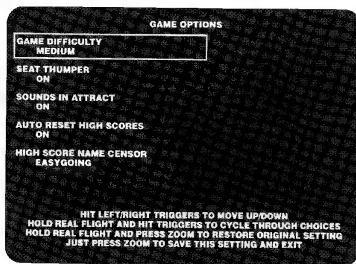 GAME OPTIONS
GAME DIFFICULTY
MEDIUM
SEAT THUMPER
ON
SOUNDS IN ATTRACT
ON
AUTO RESET HIGH SCORES
ON
HIGH SCORE NAME CENSOR
EASYGOING
HIT LEFT/RIGHT TRIGGERS TO MOVE UP/DOWN
HOLD REAL FLIGHT AND HIT TRIGGERS TO CYCLE THROUGH CHOICES
HOLD REAL FLIGHT AND PRESS ZOOM TO RESTORE ORIGINAL SETTING
JUST PRESS ZOOM TO SAVE THIS SETTING AND EXIT